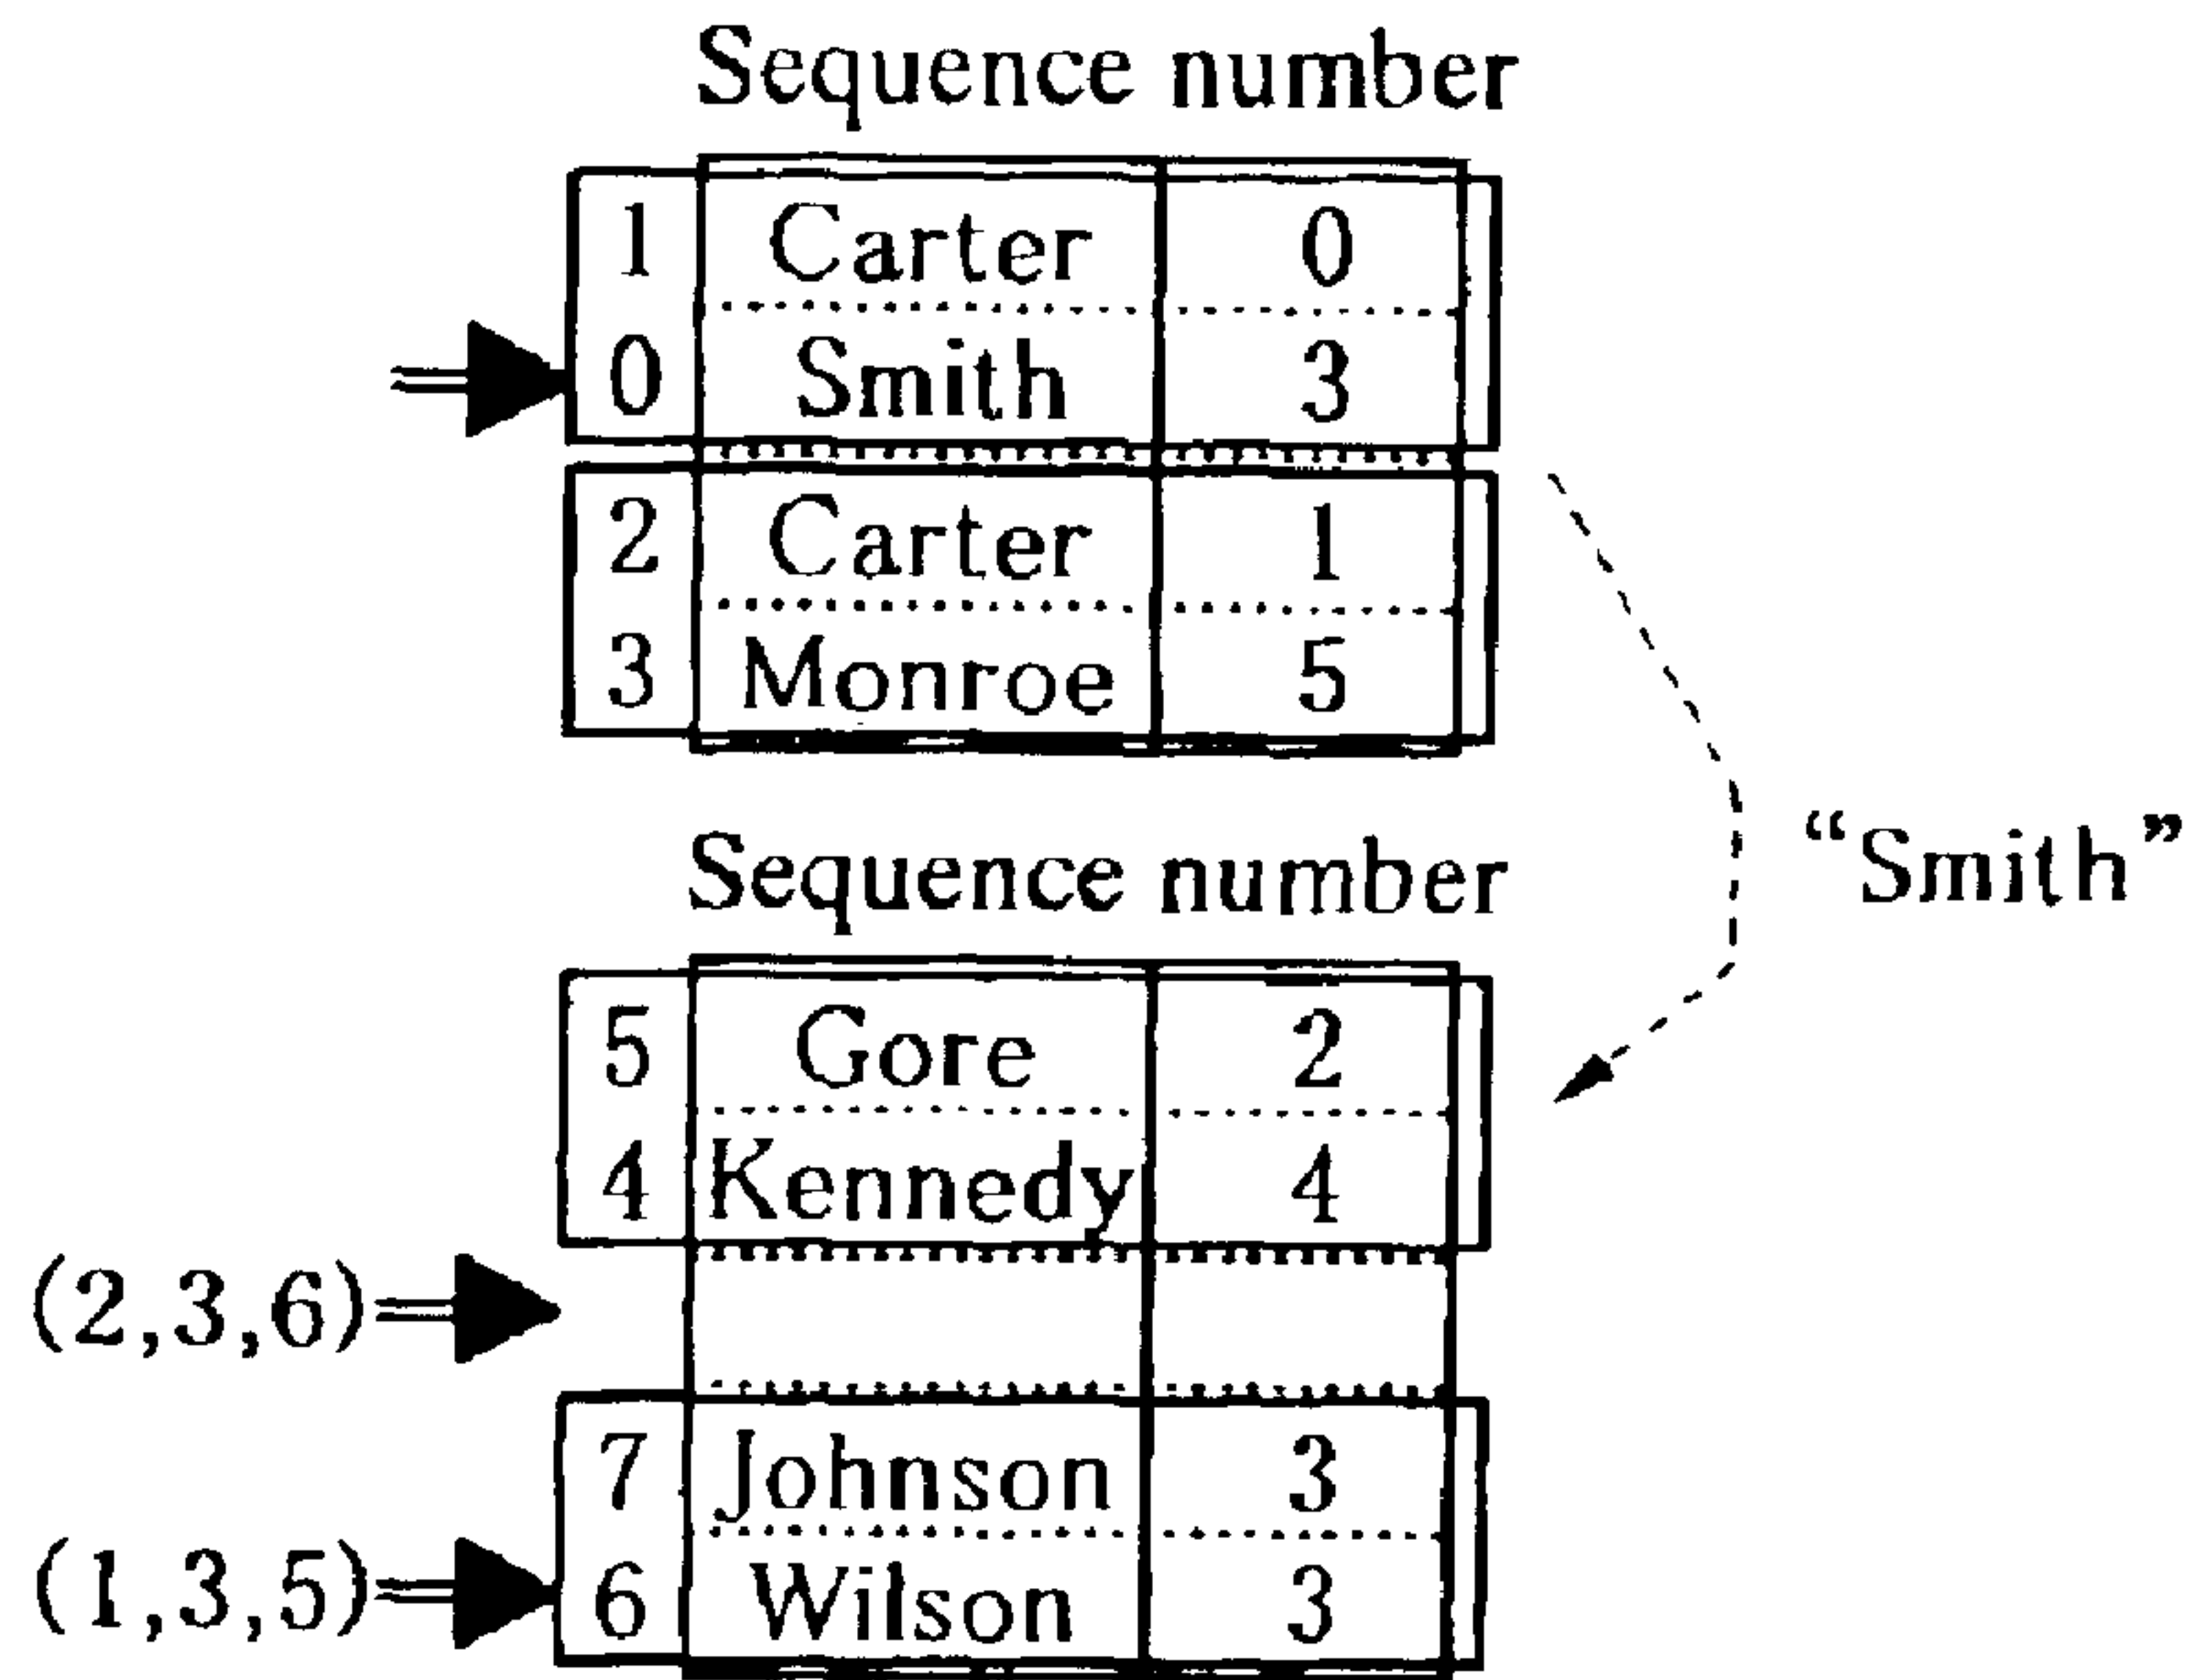 Sequence number
1 Carter 0
0 Smith 3
2 Carter 1
3 Monroe 5
"Smith"
Sequence number
5 Gore 2
4 Kennedy 4
(2,3,6)
7 Johnson 3
(1,3,5) 6 Wilson 3